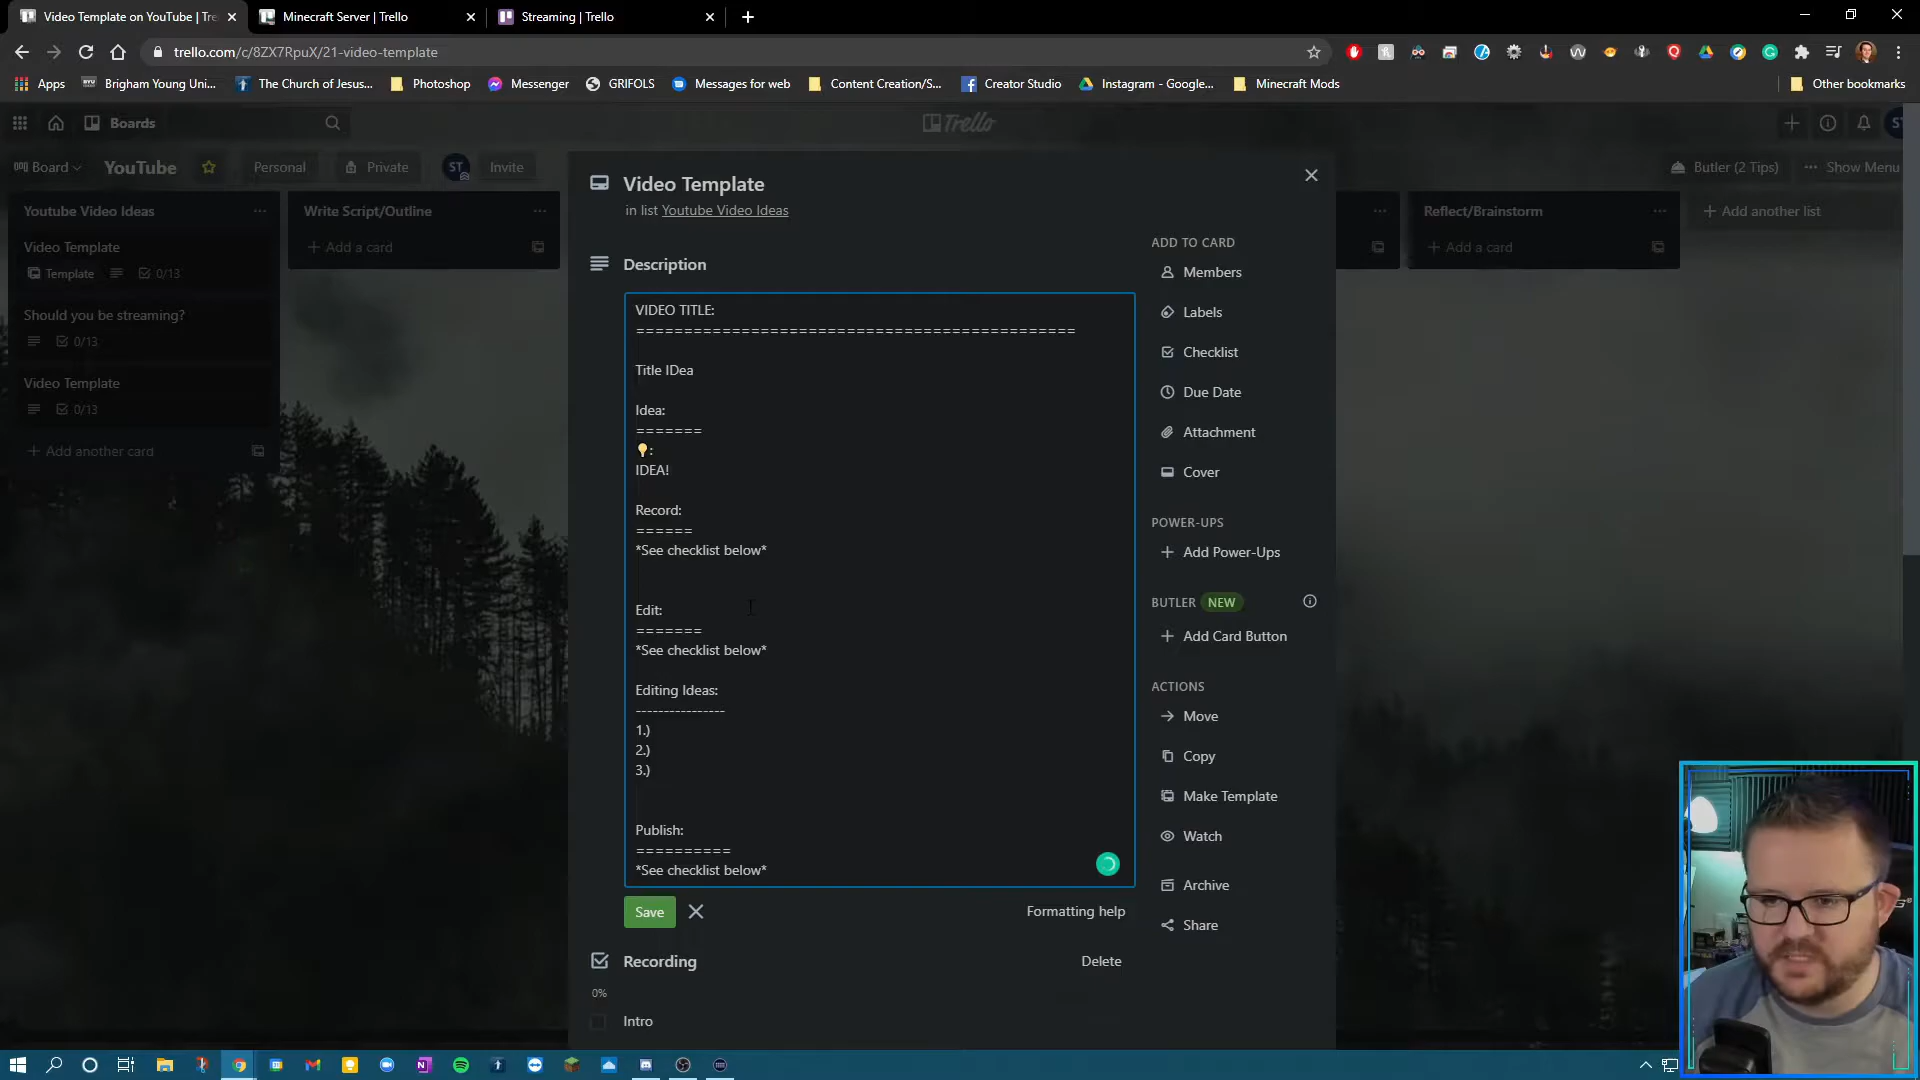 Video Template on YouTube | Tre
Minecraft Server | Trello
Streaming | Trello
trello.com/c/8ZX7RpuX/21-video-template
Apps
BYU
Brigham Young Uni...
The Church of Jesus...
Photoshop
Messenger
GRIFOLS
Messages for web
Content Creation/S...
Creator Studio
Instagram - Google...
Minecraft Mods
Other bookmarks
Boards
Trello
Board
YouTube
Personal
Private
ST
Invite
Butler (2 Tips)
Show Menu
Youtube Video Ideas
Video Template
Template
0/13
Should you be streaming?
0/13
Video Template
0/13
+ Add another card
Write Script/Outline
+ Add a card
Reflect/Brainstorm
+ Add a card
+ Add another list
Video Template
in list Youtube Video Ideas
Description
VIDEO TITLE:
==============================================
Title IDea
Idea:
=======
💡:
IDEA!
Record:
======
*See checklist below*
Edit:
=======
*See checklist below*
Editing Ideas:
----------------
1.)
2.)
3.)
Publish:
==========
*See checklist below*
Save
Formatting help
Recording
Delete
0%
Intro
ADD TO CARD
Members
Labels
Checklist
Due Date
Attachment
Cover
POWER-UPS
+ Add Power-Ups
BUTLER NEW
+ Add Card Button
ACTIONS
Move
Copy
Make Template
Watch
Archive
Share